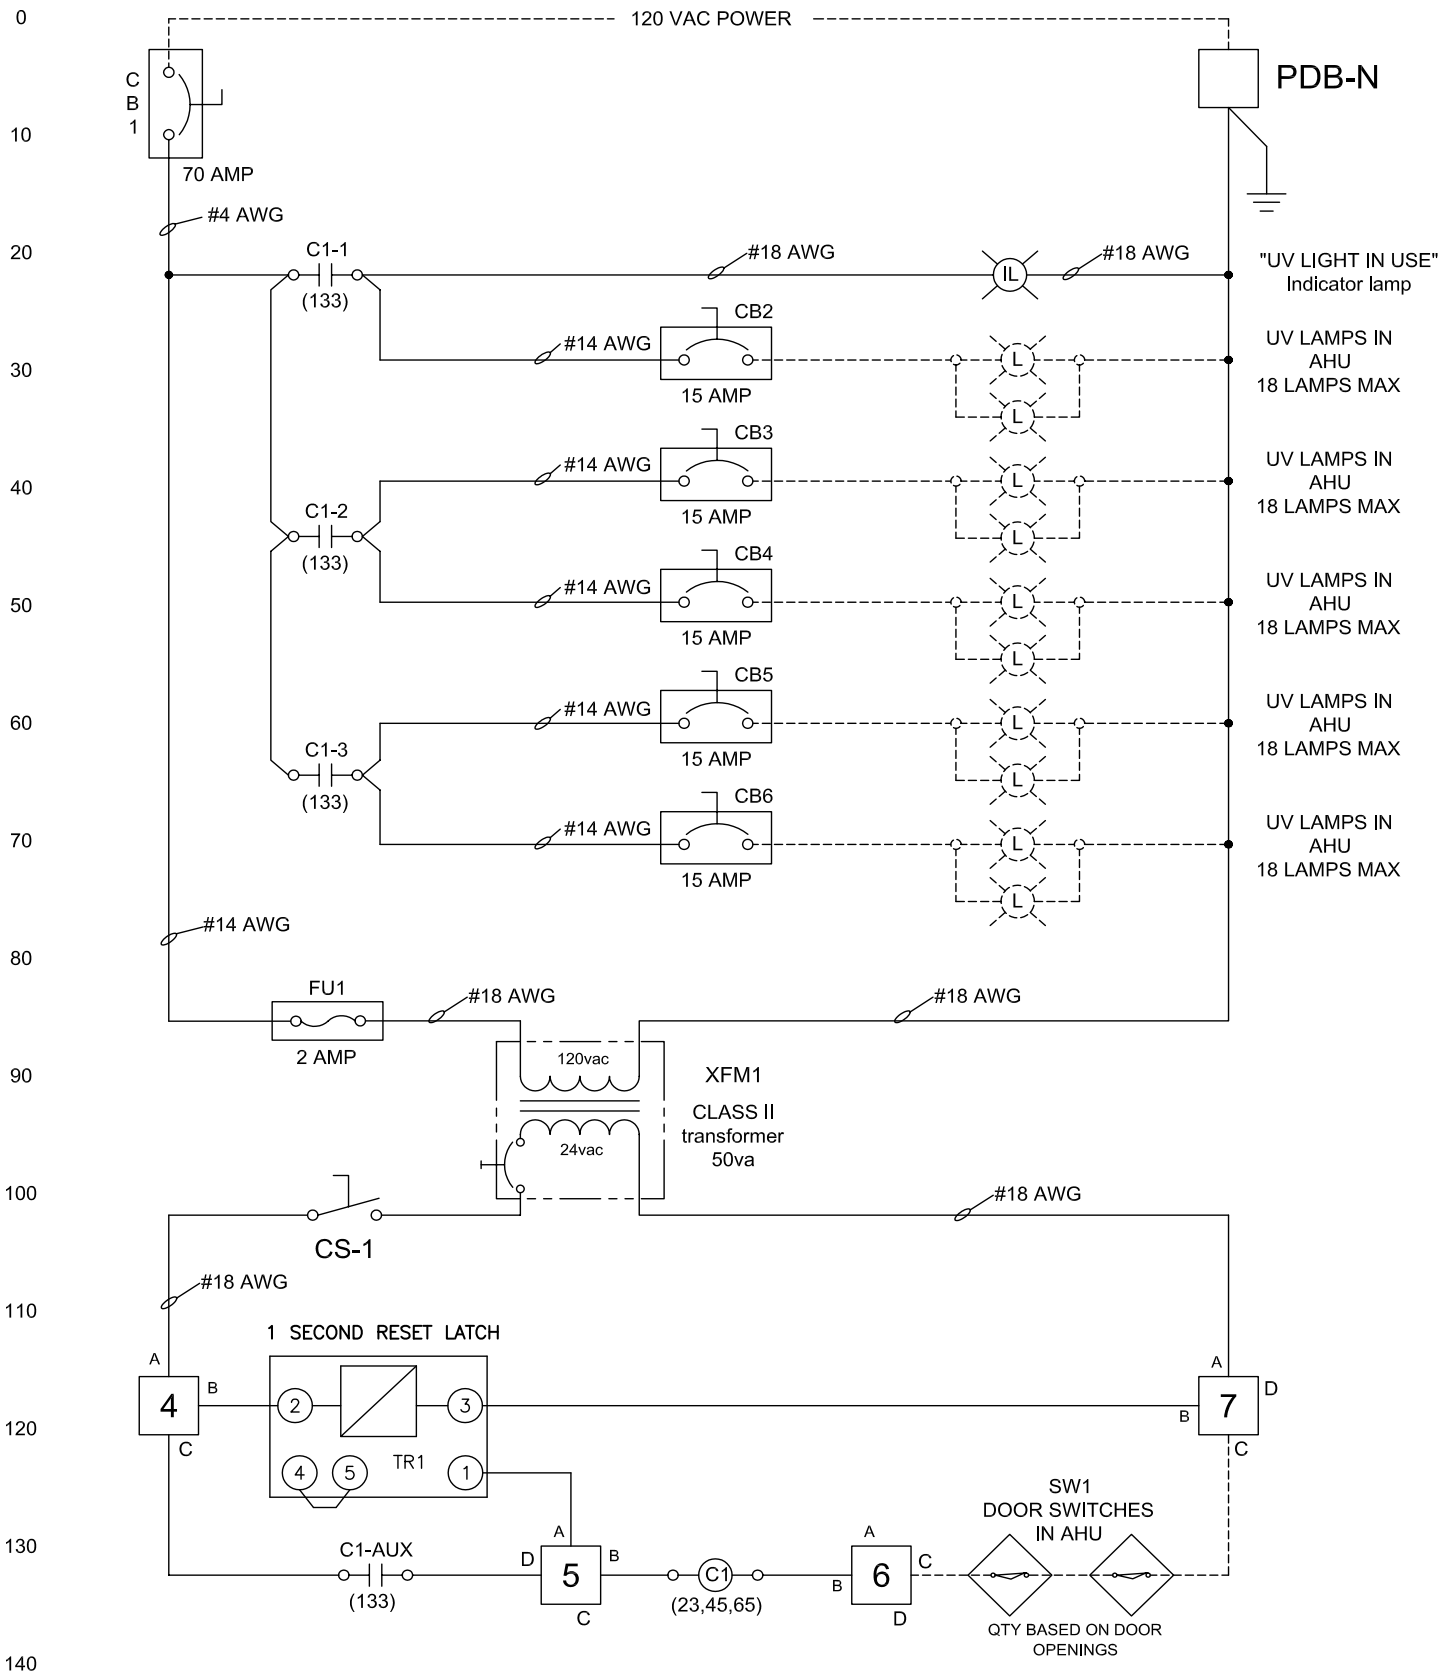 0
120 VAC POWER
C
B
1
PDB-N
10
70 AMP
#4 AWG
20
C1-1
#18 AWG
IL
#18 AWG
"UV LIGHT IN USE"
Indicator lamp
(133)
CB2
#14 AWG
L
UV LAMPS IN
AHU
18 LAMPS MAX
30
15 AMP
L
CB3
#14 AWG
L
UV LAMPS IN
AHU
18 LAMPS MAX
40
15 AMP
L
C1-2
(133)
CB4
#14 AWG
L
UV LAMPS IN
AHU
18 LAMPS MAX
50
15 AMP
L
CB5
#14 AWG
L
UV LAMPS IN
AHU
18 LAMPS MAX
60
15 AMP
L
C1-3
(133)
CB6
#14 AWG
L
UV LAMPS IN
AHU
18 LAMPS MAX
70
15 AMP
L
#14 AWG
80
FU1
#18 AWG
#18 AWG
2 AMP
90
120vac
24vac
XFM1
CLASS II
transformer
50va
100
#18 AWG
CS-1
#18 AWG
110
1 SECOND RESET LATCH
A
B
4
C
2
3
4
5
TR1
1
A
D
B
7
C
120
SW1
DOOR SWITCHES
IN AHU
130
C1-AUX
(133)
A
D
5
B
C
C1
(23,45,65)
A
B
6
C
D
QTY BASED ON DOOR
OPENINGS
140